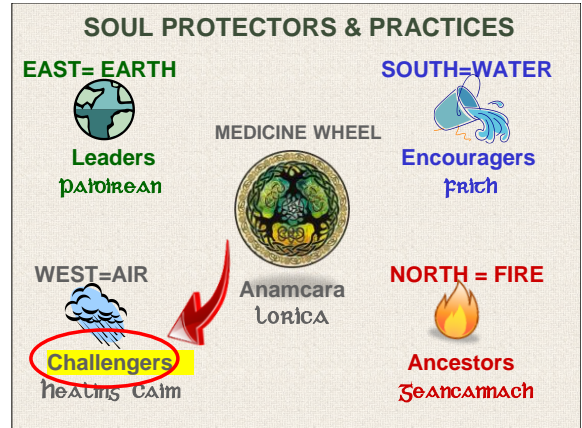 SOUL PROTECTORS & PRACTICES
EAST= EARTH
Leaders
Paidirean
SOUTH=WATER
Encouragers
Frith
MEDICINE WHEEL
Anamcara
Lorica
WEST=AIR
Challengers
Healing Caim
NORTH = FIRE
Ancestors
Geancannach